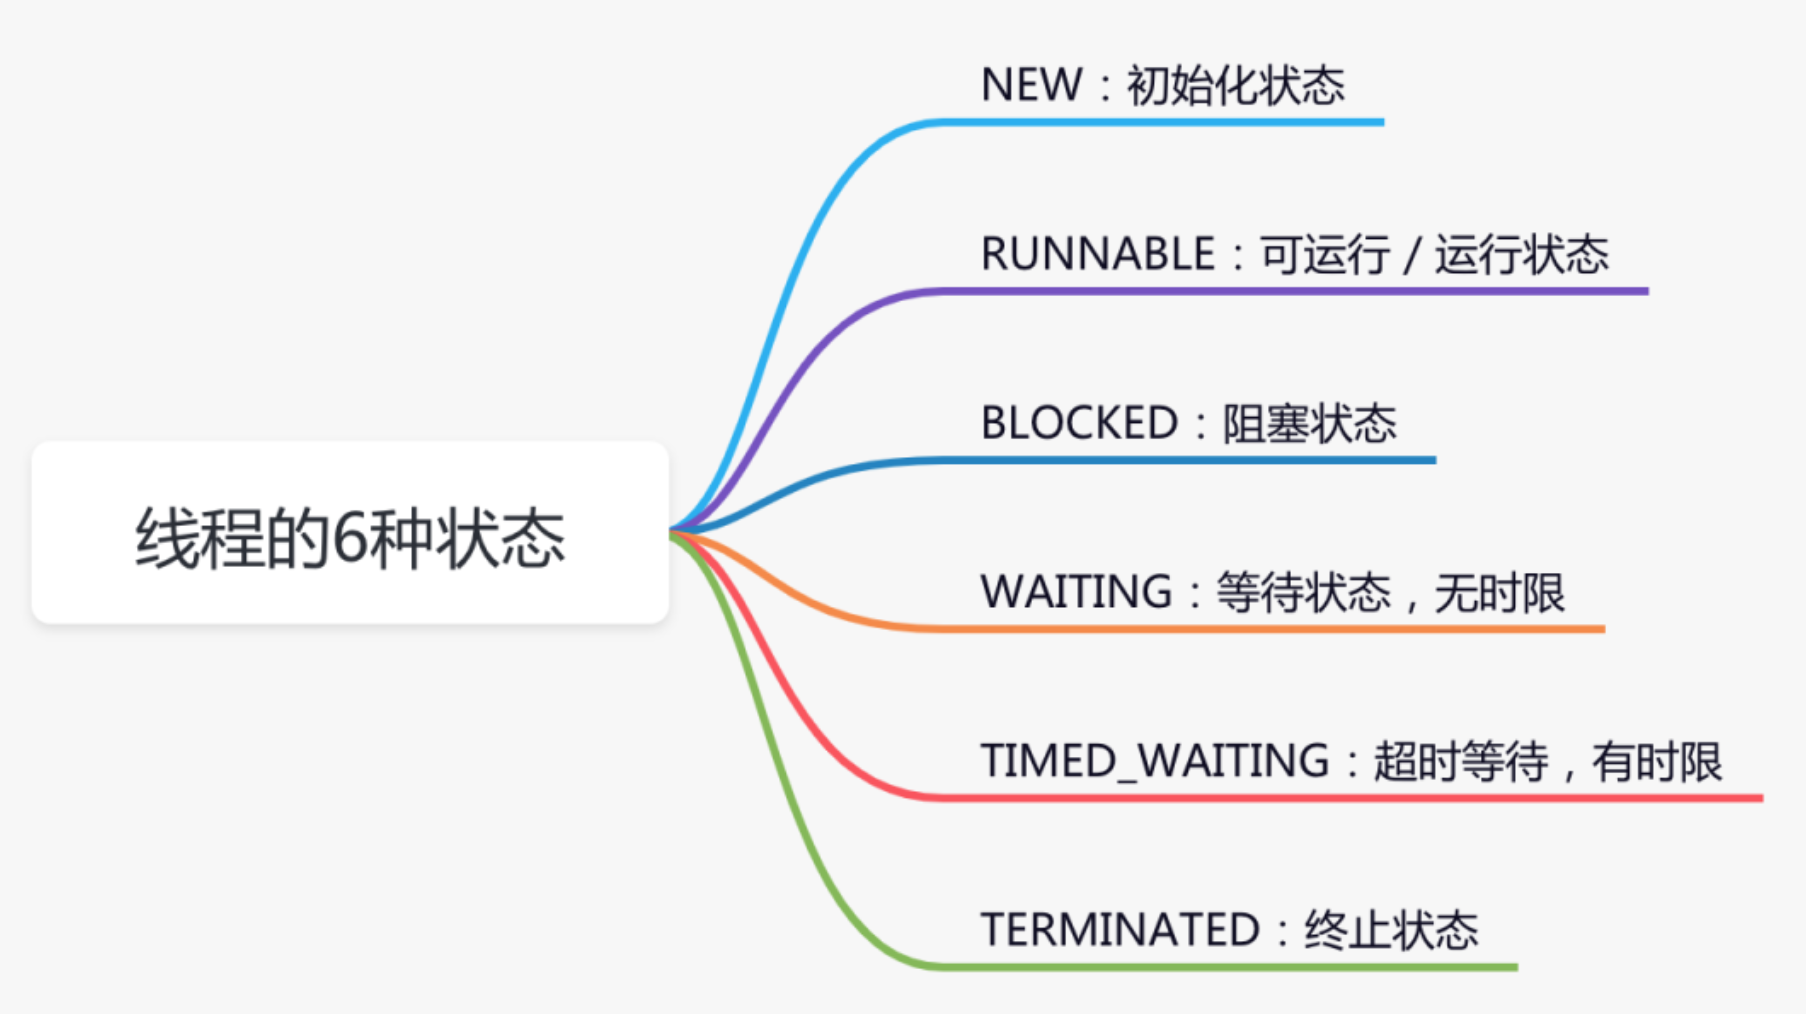 NEW：初始化状态
RUNNABLE：可运行 / 运行状态
BLOCKED：阻塞状态
线程的6种状态
WAITING：等待状态，无时限
TIMED_WAITING：超时等待，有时限
TERMINATED：终止状态